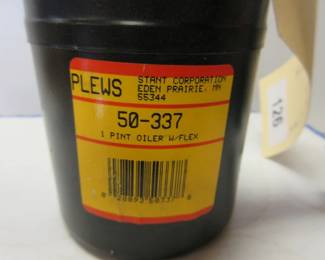 PLEWS
STANT CORPORATION
EDEN PRAIRIE, MN
55344
50-337
1 PINT OILER W/FLEX
126